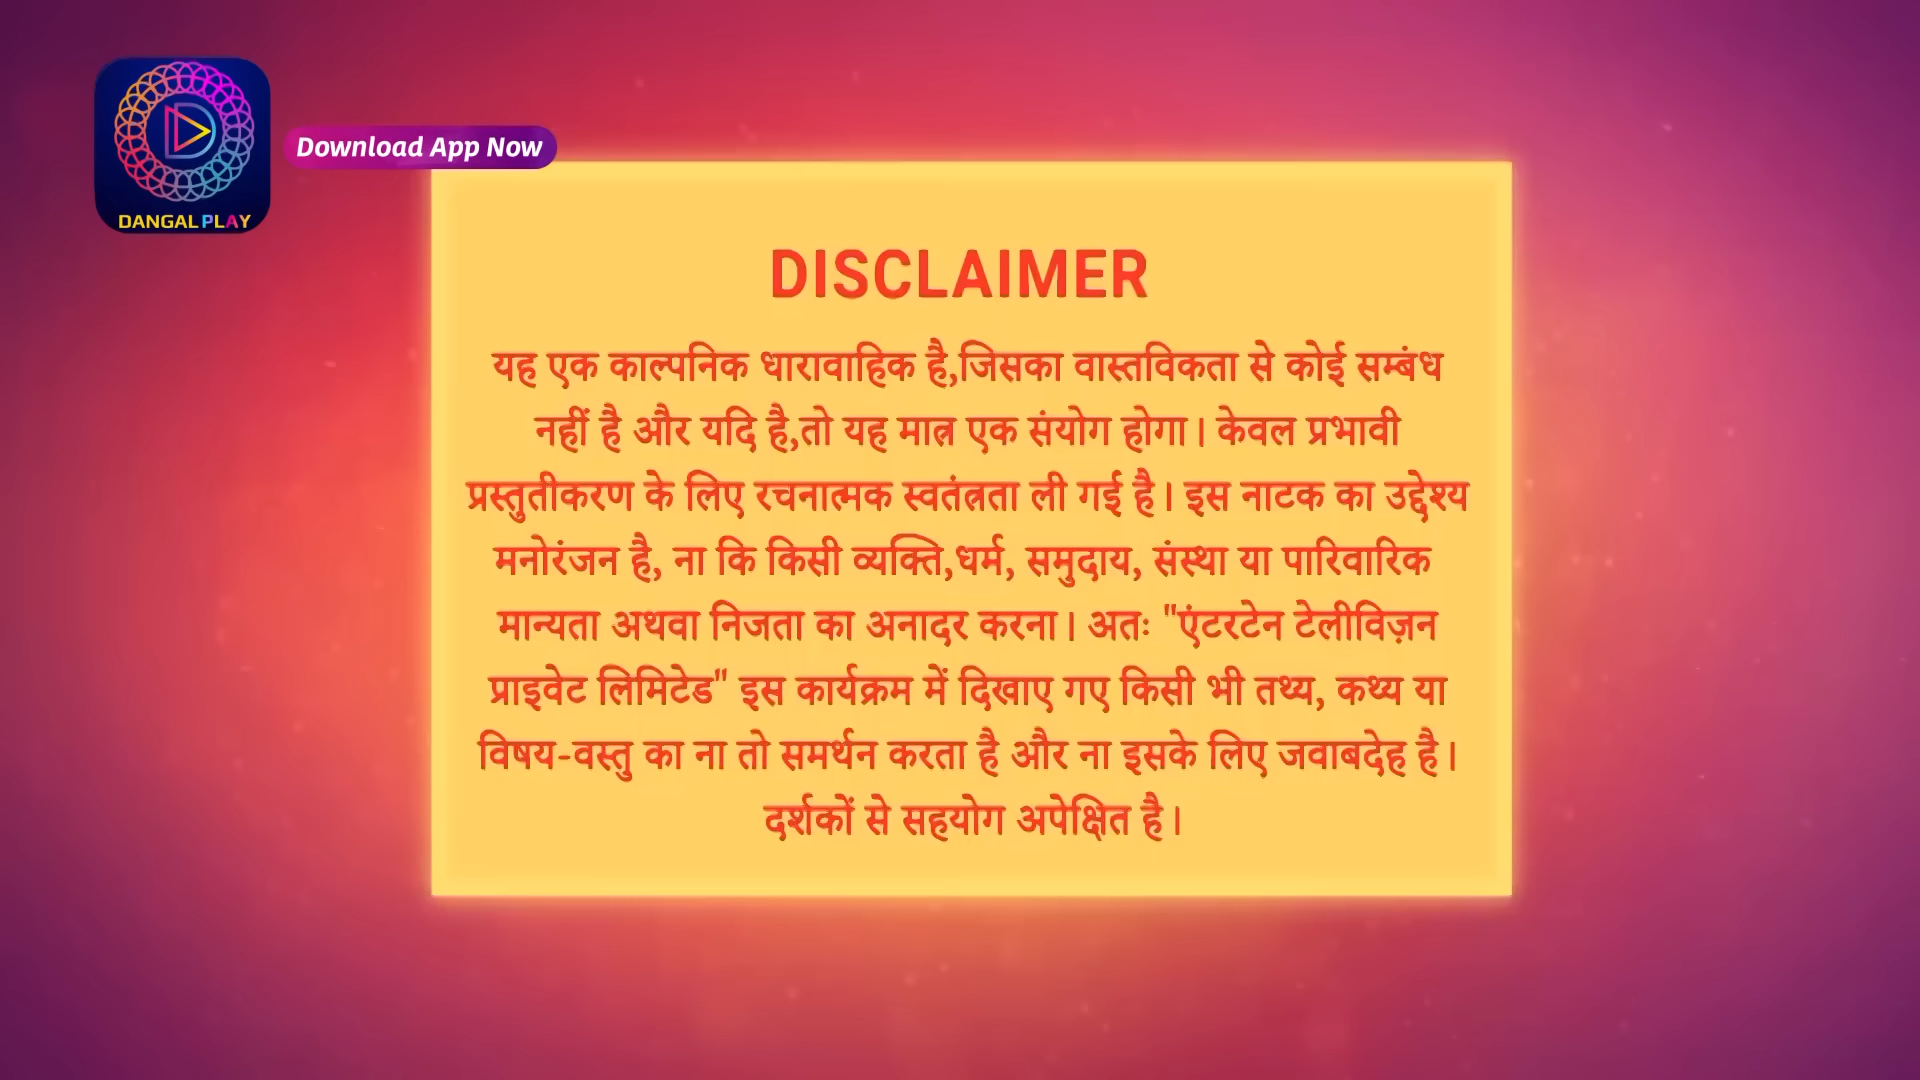 DANGAL PLAY
Download App Now
DISCLAIMER
यह एक काल्पनिक धारावाहिक है,जिसका वास्तविकता से कोई सम्बंध
नहीं है और यदि है,तो यह मात्र एक संयोग होगा। केवल प्रभावी
प्रस्तुतीकरण के लिए रचनात्मक स्वतंत्रता ली गई है। इस नाटक का उद्देश्य
मनोरंजन है, ना कि किसी व्यक्ति,धर्म, समुदाय, संस्था या पारिवारिक
मान्यता अथवा निजता का अनादर करना। अतः "एंटरटेन टेलीविज़न
प्राइवेट लिमिटेड" इस कार्यक्रम में दिखाए गए किसी भी तथ्य, कथ्य या
विषय-वस्तु का ना तो समर्थन करता है और ना इसके लिए जवाबदेह है।
दर्शकों से सहयोग अपेक्षित है।